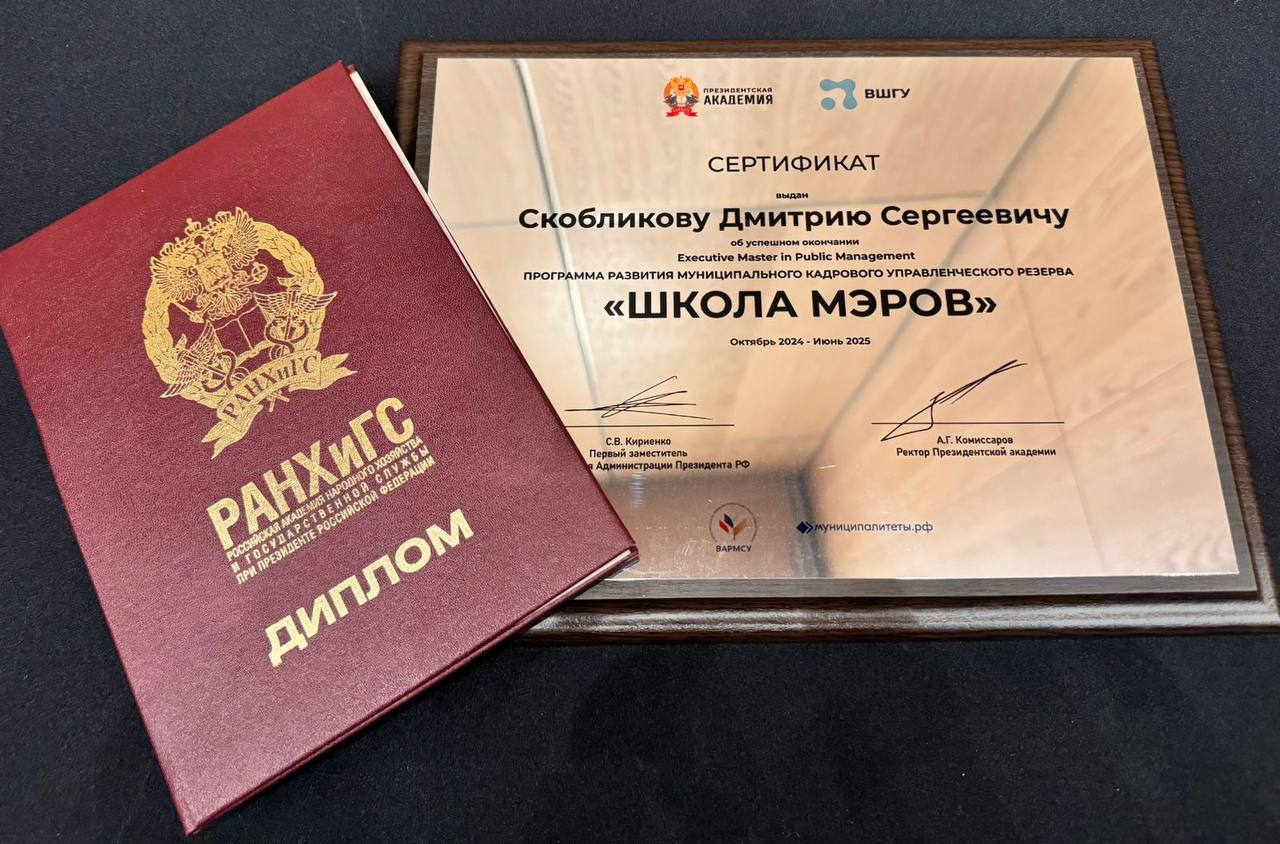 РАНХиГС
РАНХиГС
РОССИЙСКАЯ АКАДЕМИЯ НАРОДНОГО ХОЗЯЙСТВА
И ГОСУДАРСТВЕННОЙ СЛУЖБЫ
ПРИ ПРЕЗИДЕНТЕ РОССИЙСКОЙ ФЕДЕРАЦИИ
ДИПЛОМ
ПРЕЗИДЕНТСКАЯ
АКАДЕМИЯ
ВШГУ
СЕРТИФИКАТ
выдан
Скобликову Дмитрию Сергеевичу
об успешном окончании
Executive Master in Public Management
ПРОГРАММА РАЗВИТИЯ МУНИЦИПАЛЬНОГО КАДРОВОГО УПРАВЛЕНЧЕСКОГО РЕЗЕРВА
«ШКОЛА МЭРОВ»
Октябрь 2024 - Июнь 2025
С.В. Кириенко
Первый заместитель
я Администрации Президента РФ
А.Г. Комиссаров
Ректор Президентской академии
ВАРМСУ
муниципалитеты.рф